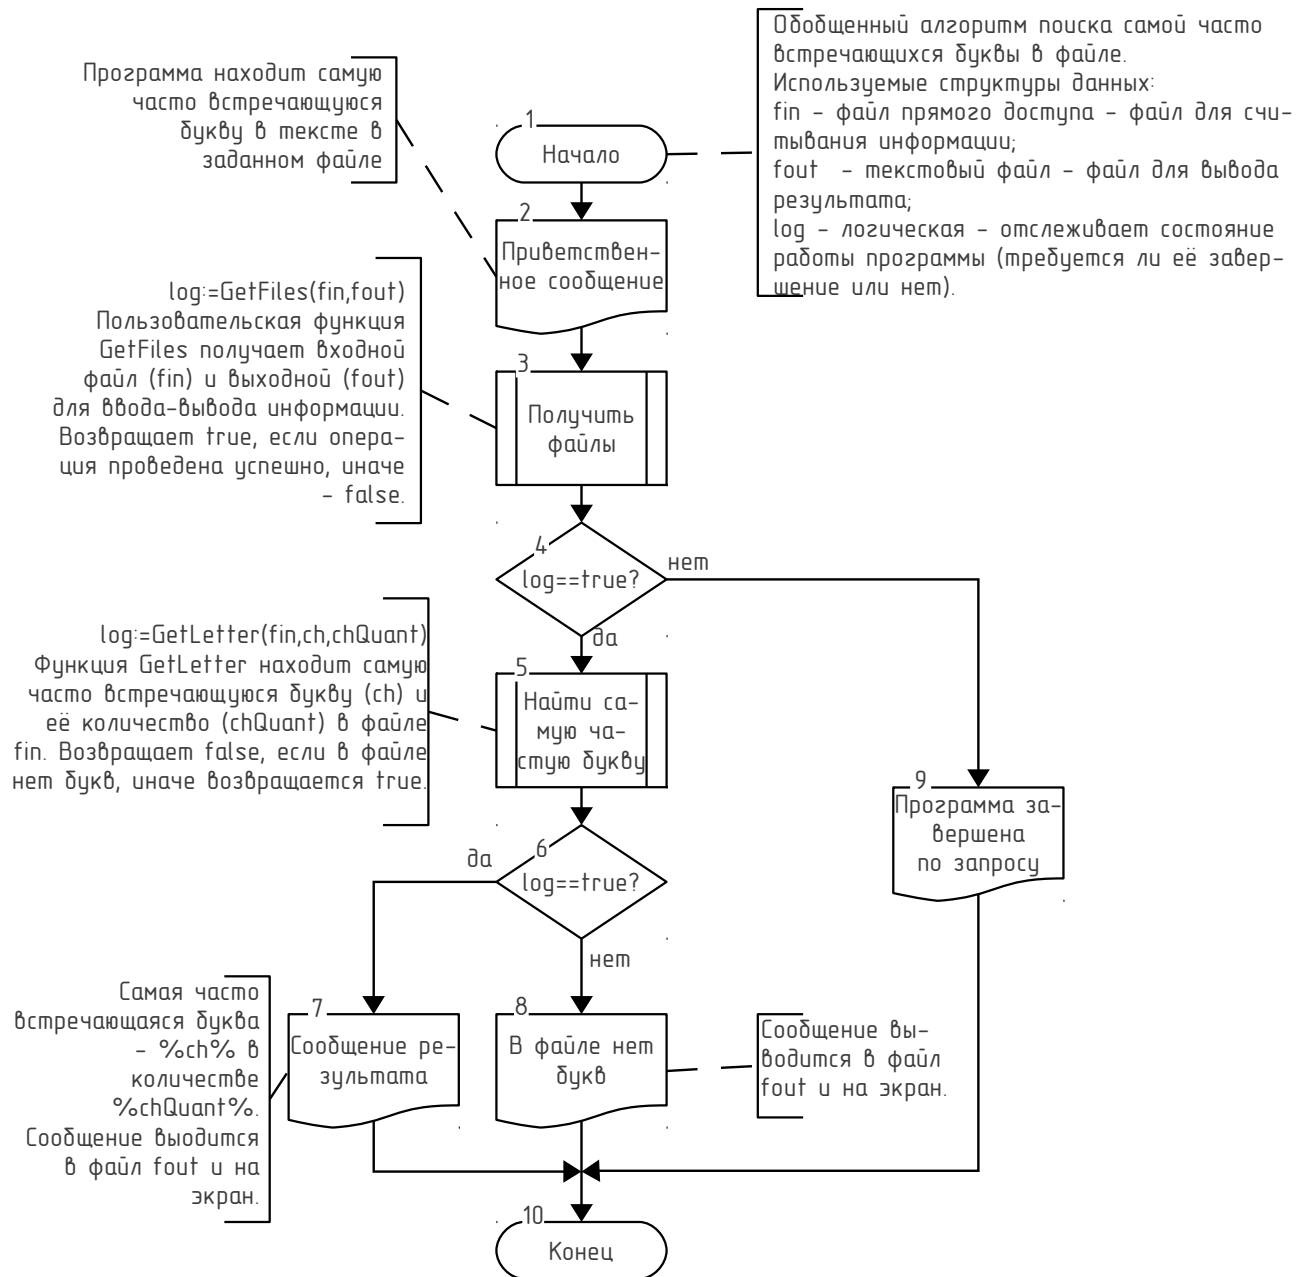 Обобщенный алгоритм поиска самой часто
встречающихся буквы в файле.
Используемые структуры данных:
fin - файл прямого доступа - файл для счи-
тывания информации;
fout - текстовый файл - файл для вывода
результата;
log - логическая - отслеживает состояние
работы программы (требуется ли её завер-
шение или нет).
Программа находит самую
часто встречающуюся
букву в тексте в
заданном файле
1
Начало
2
Приветствен-
ное сообщение
log:=GetFiles(fin,fout)
Пользовательская функция
GetFiles получает входной
файл (fin) и выходной (fout)
для ввода-вывода информации.
Возвращает true, если опера-
ция проведена успешно, иначе
- false.
3
Получить
файлы
4
log==true?
нет
да
log:=GetLetter(fin,ch,chQuant)
Функция GetLetter находит самую
часто встречающуюся букву (ch) и
её количество (chQuant) в файле
fin. Возвращает false, если в файле
нет букв, иначе возвращается true.
5
Найти са-
мую ча-
стую букву
9
Программа за-
вершена
по запросу
6
log==true?
да
нет
Самая часто
встречающаяся буква
- %ch% в
количестве
%chQuant%.
Сообщение выодится
в файл fout и на
экран.
7
Сообщение ре-
зультата
8
В файле нет
букв
Сообщение вы-
водится в файл
fout и на экран.
10
Конец